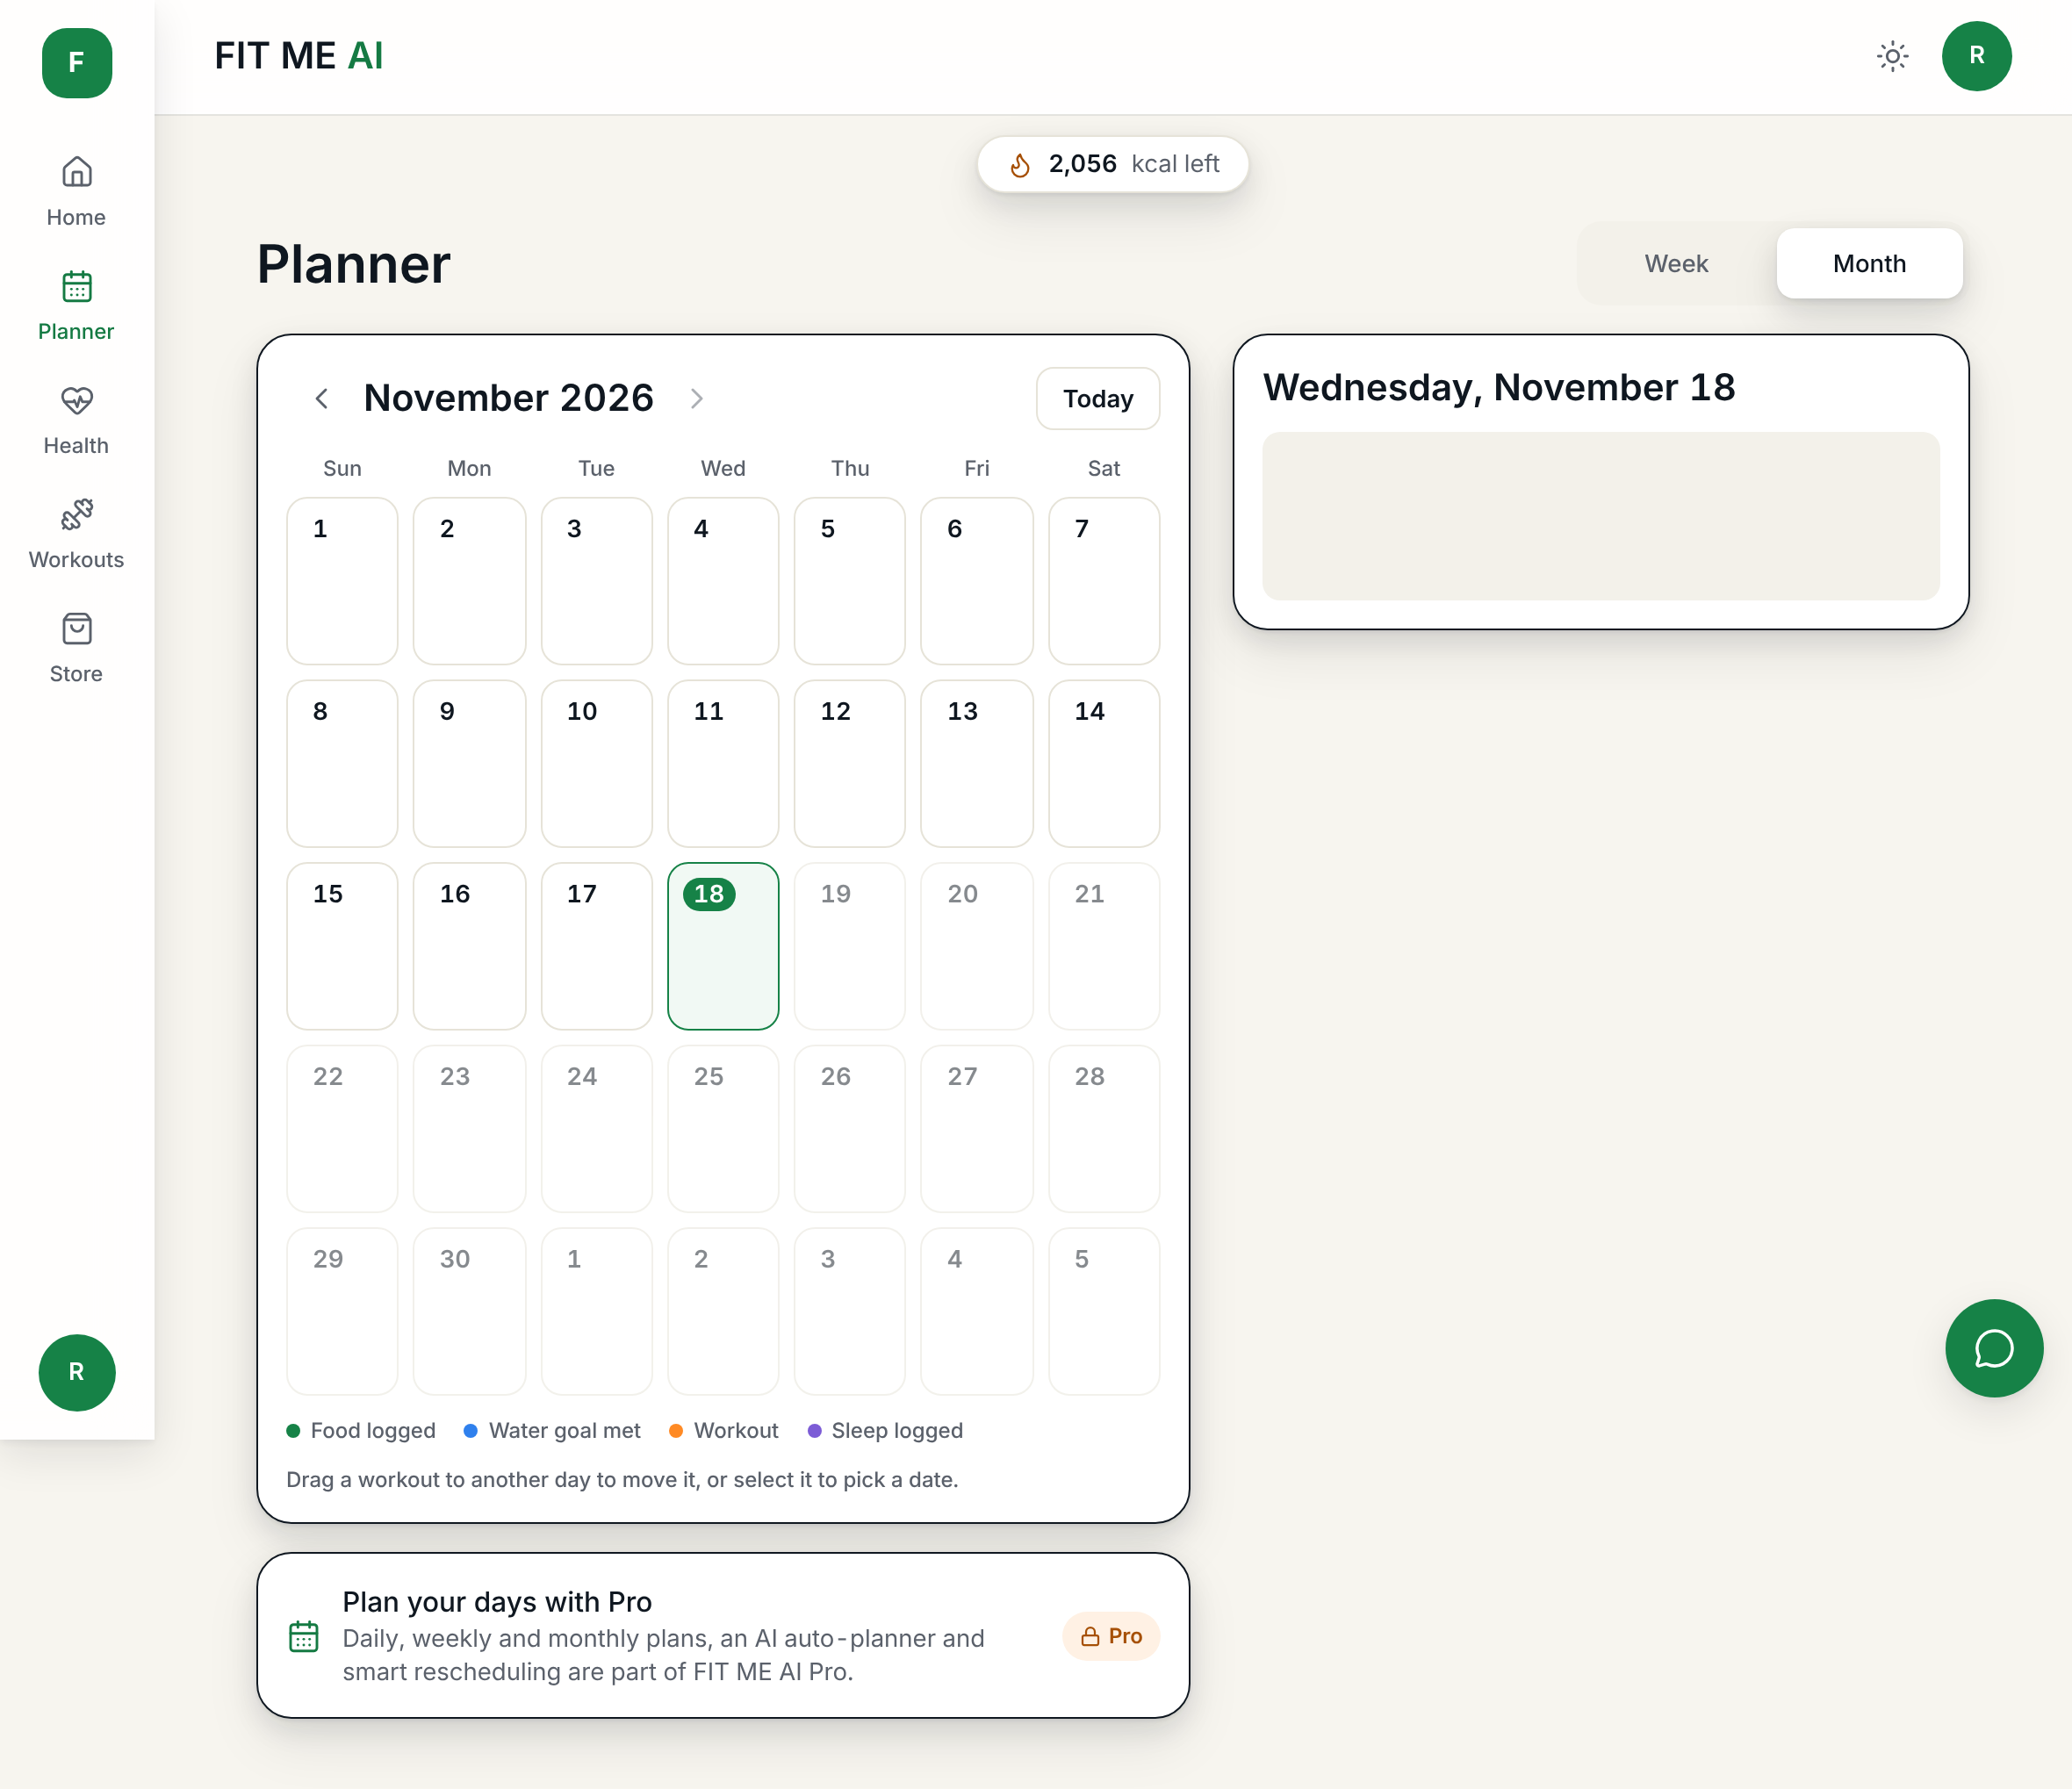 F
FIT ME AI
R
Home
Planner
Health
Workouts
Store
R
2,056 kcal left
Planner
Week
Month
November 2026
Today
Sun Mon Tue Wed Thu Fri Sat
1 2 3 4 5 6 7
8 9 10 11 12 13 14
15 16 17 18 19 20 21
22 23 24 25 26 27 28
29 30 1 2 3 4 5
Food logged
Water goal met
Workout
Sleep logged
Drag a workout to another day to move it, or select it to pick a date.
Wednesday, November 18
Plan your days with Pro
Daily, weekly and monthly plans, an AI auto-planner and
smart rescheduling are part of FIT ME AI Pro.
Pro